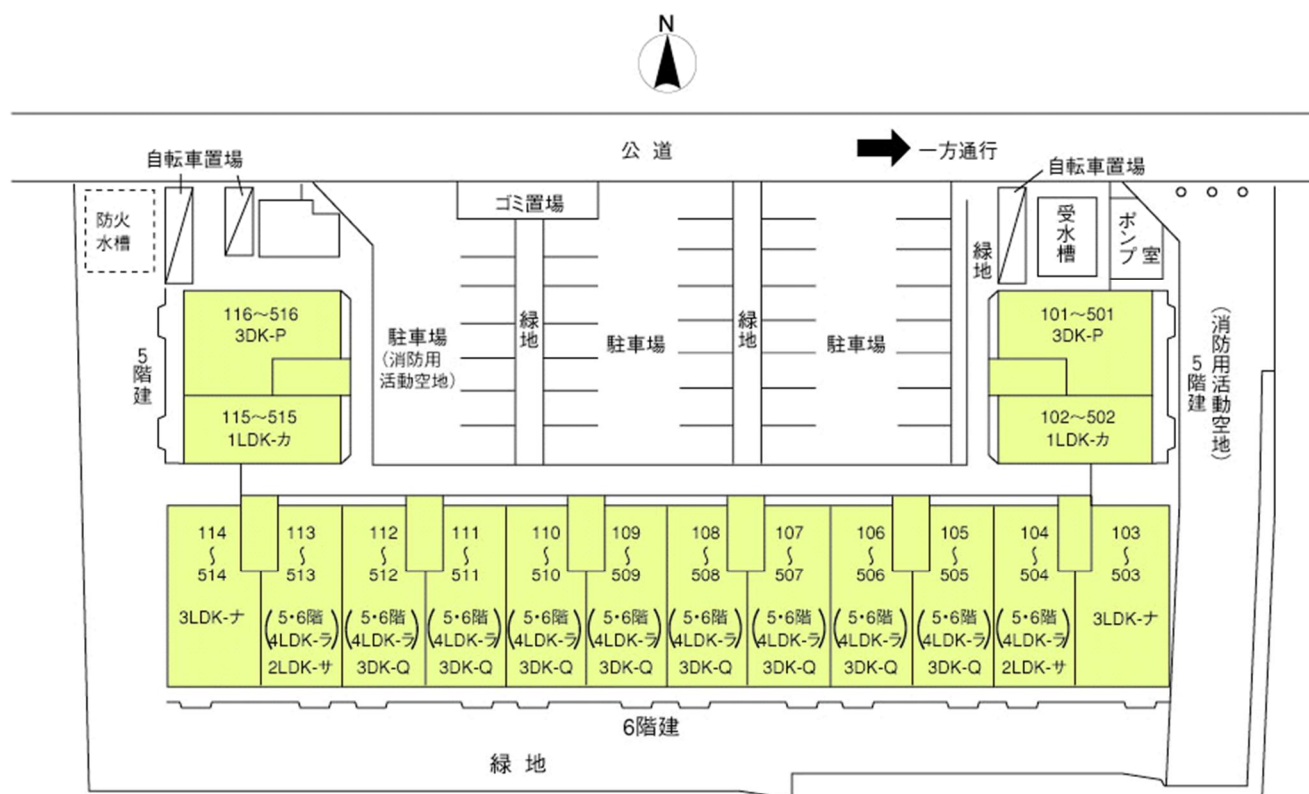 N
公道
一方通行
自転車置場
自転車置場
防火
水槽
ゴミ置場
緑地
受水槽
ポンプ室
116～516
3DK-P
115～515
1LDK-カ
5階建
駐車場
（消防用
活動空地）
緑地
駐車場
緑地
駐車場
101～501
3DK-P
102～502
1LDK-カ
5階建
（消防用活動空地）
114
～
514
3LDK-ナ
113
～
513
（5・6階
4LDK-ラ）
2LDK-サ
112
～
512
（5・6階
4LDK-ラ）
3DK-Q
111
～
511
（5・6階
4LDK-ラ）
3DK-Q
110
～
510
（5・6階
4LDK-ラ）
3DK-Q
109
～
509
（5・6階
4LDK-ラ）
3DK-Q
108
～
508
（5・6階
4LDK-ラ）
3DK-Q
107
～
507
（5・6階
4LDK-ラ）
3DK-Q
106
～
506
（5・6階
4LDK-ラ）
3DK-Q
105
～
505
（5・6階
4LDK-ラ）
3DK-Q
104
～
504
（5・6階
4LDK-ラ）
2LDK-サ
103
～
503
3LDK-ナ
6階建
緑地